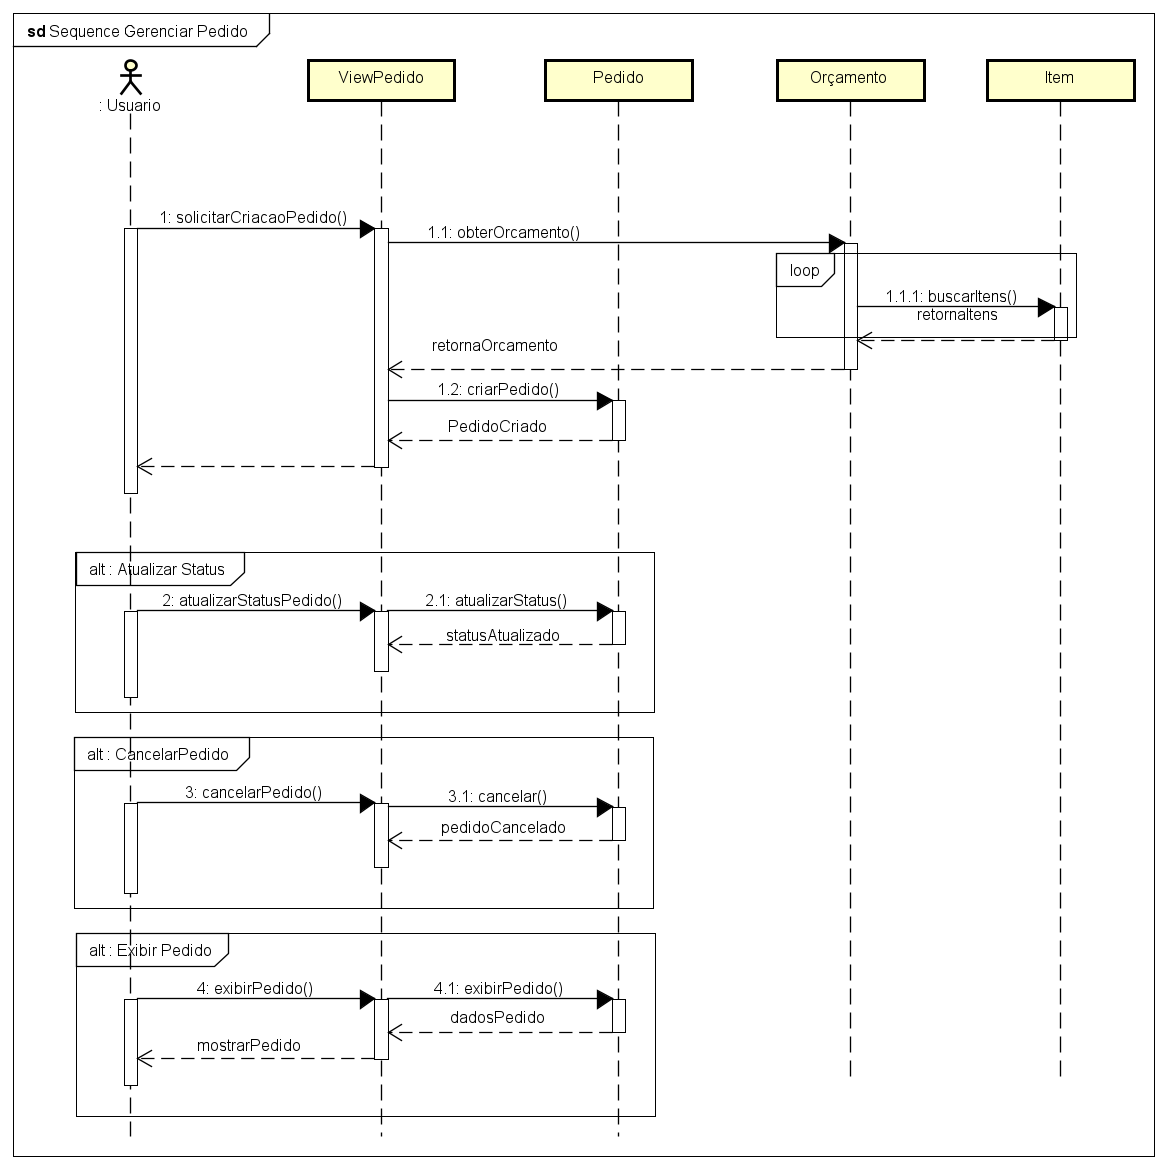 sd Sequence Gerenciar Pedido
: Usuario
ViewPedido
Pedido
Orçamento
Item
1: solicitarCriacaoPedido()
1.1: obterOrcamento()
loop
1.1.1: buscarItens()
retornaItens
retornaOrcamento
1.2: criarPedido()
PedidoCriado
alt : Atualizar Status
2: atualizarStatusPedido()
2.1: atualizarStatus()
statusAtualizado
alt : CancelarPedido
3: cancelarPedido()
3.1: cancelar()
pedidoCancelado
alt : Exibir Pedido
4: exibirPedido()
4.1: exibirPedido()
dadosPedido
mostrarPedido